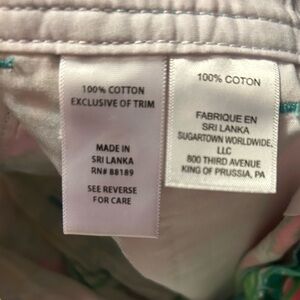 100% COTTON
EXCLUSIVE OF TRIM
MADE IN
SRI LANKA
RN# 88189
SEE REVERSE
FOR CARE
100% COTON
FABRIQUE EN
SRI LANKA
SUGARTOWN WORLDWIDE,
LLC
800 THIRD AVENUE
KING OF PRUSSIA, PA